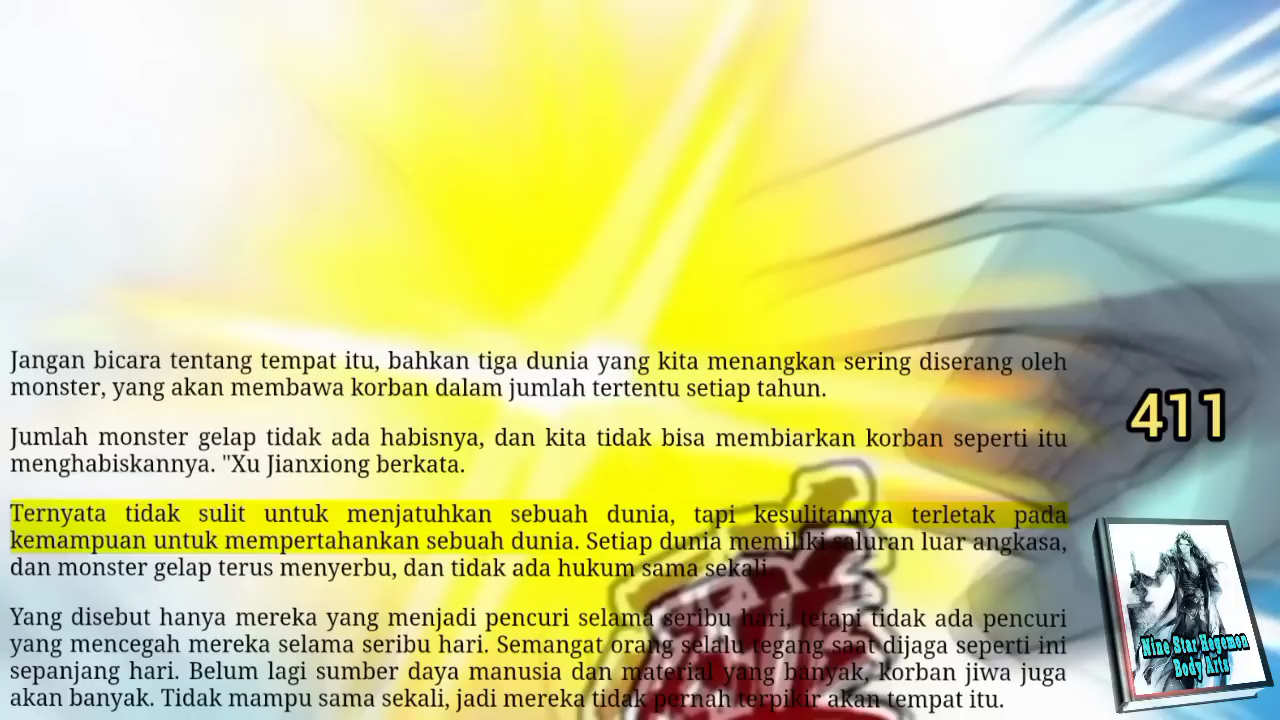 Jangan bicara tentang tempat itu, bahkan tiga dunia yang kita menangkan sering diserang oleh
monster, yang akan membawa korban dalam jumlah tertentu setiap tahun.
Jumlah monster gelap tidak ada habisnya, dan kita tidak bisa membiarkan korban seperti itu
menghabiskannya. "Xu Jianxiong berkata.
Ternyata tidak sulit untuk menjatuhkan sebuah dunia, tapi kesulitannya terletak pada
kemampuan untuk mempertahankan sebuah dunia. Setiap dunia memiliki saluran luar angkasa,
dan monster gelap terus menyerbu, dan tidak ada hukum sama sekali.
Yang disebut hanya mereka yang menjadi pencuri selama seribu hari, tetapi tidak ada pencuri
yang mencegah mereka selama seribu hari. Semangat orang selalu tegang saat dijaga seperti ini
sepanjang hari. Belum lagi sumber daya manusia dan material yang banyak, korban jiwa juga
akan banyak. Tidak mampu sama sekali, jadi mereka tidak pernah terpikir akan tempat itu.
411
Nine Star Hegemon
Body Arts